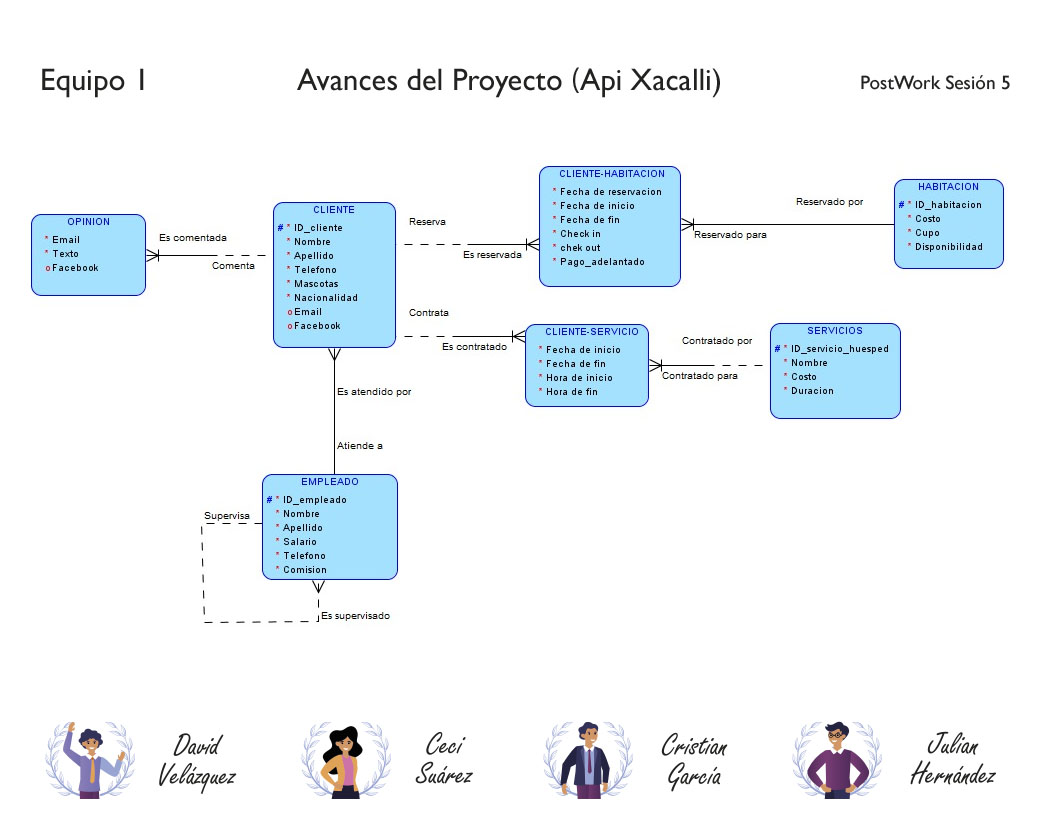 Equipo 1
Avances del Proyecto (Api Xacalli)
PostWork Sesión 5
OPINION
* Email
* Texto
o Facebook
Es comentada
Comenta
CLIENTE
# * ID_cliente
* Nombre
* Apellido
* Telefono
* Mascotas
* Nacionalidad
o Email
o Facebook
Reserva
Es reservada
CLIENTE-HABITACION
* Fecha de reservacion
* Fecha de inicio
* Fecha de fin
* Check in
* chek out
* Pago_adelantado
Reservado por
Reservado para
HABITACION
# * ID_habitacion
* Costo
* Cupo
* Disponibilidad
Contrata
Es contratado
CLIENTE-SERVICIO
* Fecha de inicio
* Fecha de fin
* Hora de inicio
* Hora de fin
Contratado por
Contratado para
SERVICIOS
# * ID_servicio_huesped
* Nombre
* Costo
* Duracion
Es atendido por
Atiende a
EMPLEADO
# * ID_empleado
* Nombre
* Apellido
* Salario
* Telefono
* Comision
Supervisa
Es supervisado
David
Velázquez
Ceci
Suárez
Cristian
García
Julian
Hernández